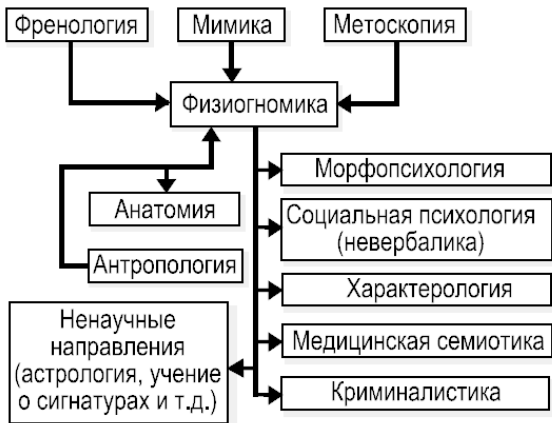 Френология
Мимика
Метоскопия
Физиогномика
Морфопсихология
Анатомия
Социальная психология
(невербалика)
Антропология
Характерология
Ненаучные
направления
(астрология, учение
о сигнатурах и т.д.)
Медицинская семиотика
Криминалистика